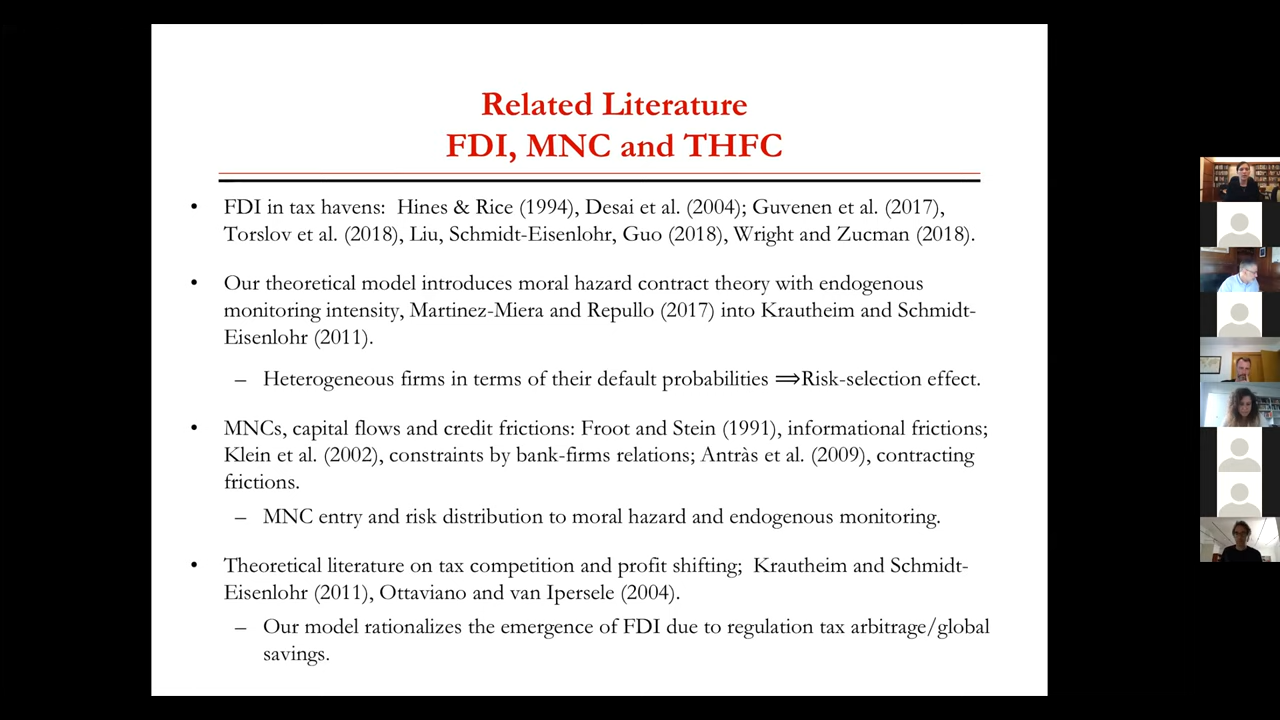 Related Literature
FDI, MNC and THFC
• FDI in tax havens: Hines & Rice (1994), Desai et al. (2004); Guvenen et al. (2017),
Torslov et al. (2018), Liu, Schmidt-Eisenlohr, Guo (2018), Wright and Zucman (2018).
• Our theoretical model introduces moral hazard contract theory with endogenous
monitoring intensity, Martinez-Miera and Repullo (2017) into Krautheim and Schmidt-
Eisenlohr (2011).
– Heterogeneous firms in terms of their default probabilities ⟹Risk-selection effect.
• MNCs, capital flows and credit frictions: Froot and Stein (1991), informational frictions;
Klein et al. (2002), constraints by bank-firms relations; Antràs et al. (2009), contracting
frictions.
– MNC entry and risk distribution to moral hazard and endogenous monitoring.
• Theoretical literature on tax competition and profit shifting; Krautheim and Schmidt-
Eisenlohr (2011), Ottaviano and van Ipersele (2004).
– Our model rationalizes the emergence of FDI due to regulation tax arbitrage/global
savings.